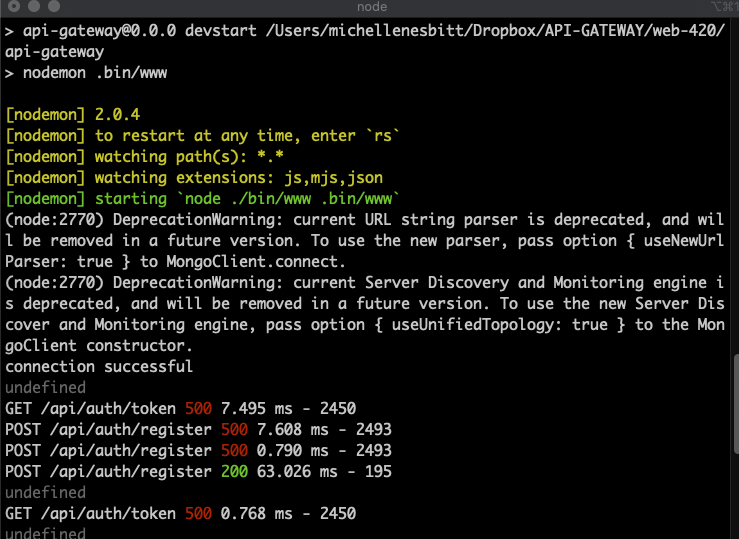 node
⌥⌘1
> api-gateway@0.0.0 devstart /Users/michellenesbitt/Dropbox/API-GATEWAY/web-420/
api-gateway
> nodemon .bin/www
[nodemon] 2.0.4
[nodemon] to restart at any time, enter `rs`
[nodemon] watching path(s): *.*
[nodemon] watching extensions: js,mjs,json
[nodemon] starting `node ./bin/www .bin/www`
(node:2770) DeprecationWarning: current URL string parser is deprecated, and wil
l be removed in a future version. To use the new parser, pass option { useNewUrl
Parser: true } to MongoClient.connect.
(node:2770) DeprecationWarning: current Server Discovery and Monitoring engine i
s deprecated, and will be removed in a future version. To use the new Server Dis
cover and Monitoring engine, pass option { useUnifiedTopology: true } to the Mon
goClient constructor.
connection successful
undefined
GET /api/auth/token 500 7.495 ms - 2450
POST /api/auth/register 500 7.608 ms - 2493
POST /api/auth/register 500 0.790 ms - 2493
POST /api/auth/register 200 63.026 ms - 195
undefined
GET /api/auth/token 500 0.768 ms - 2450
undefined